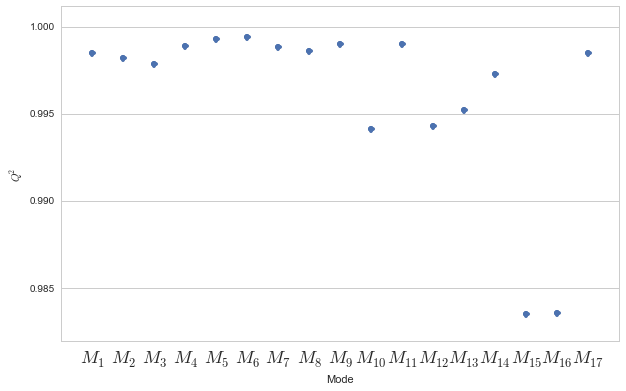 1.000
0.995
0.990
0.985
Q²
M₁ M₂ M₃ M₄ M₅ M₆ M₇ M₈ M₉ M₁₀ M₁₁ M₁₂ M₁₃ M₁₄ M₁₅ M₁₆ M₁₇
Mode